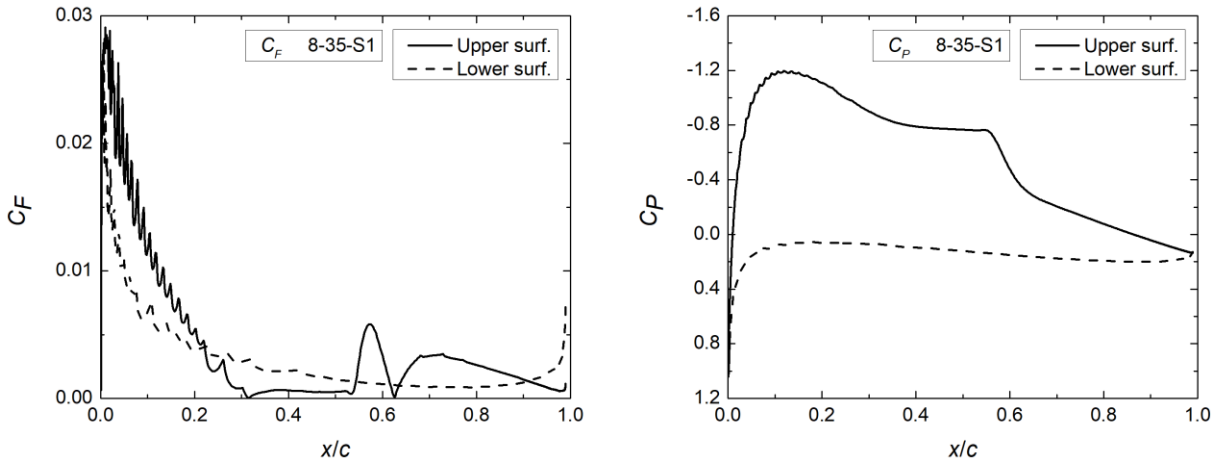 0.03
0.02
0.01
0.00
C_F
C_F 8-35-S1
Upper surf.
Lower surf.
0.0 0.2 0.4 0.6 0.8 1.0
x/c
-1.6
-1.2
-0.8
-0.4
0.0
0.4
0.8
1.2
C_P
C_P 8-35-S1
Upper surf.
Lower surf.
0.0 0.2 0.4 0.6 0.8 1.0
x/c